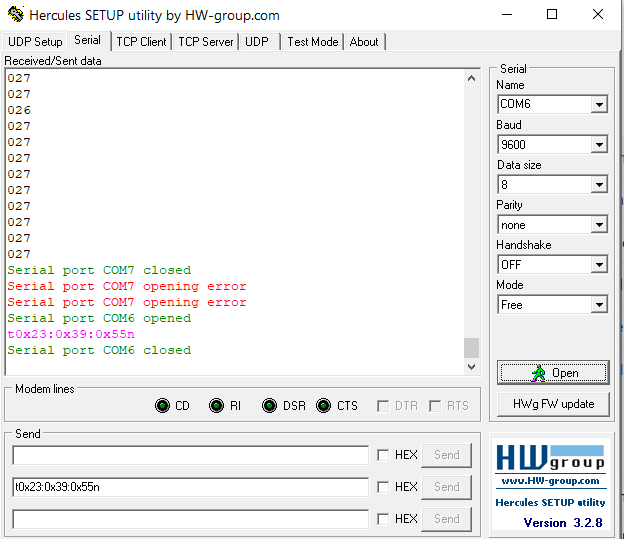 Hercules SETUP utility by HW-group.com
UDP Setup Serial TCP Client TCP Server UDP Test Mode About
Received/Sent data
027
027
026
027
027
027
027
027
027
027
027
027
Serial port COM7 closed
Serial port COM7 opening error
Serial port COM7 opening error
Serial port COM6 opened
t0x23:0x39:0x55n
Serial port COM6 closed
Serial
Name
COM6
Baud
9600
Data size
8
Parity
none
Handshake
OFF
Mode
Free
Open
HWg FW update
Modem lines
CD RI DSR CTS DTR RTS
Send
HEX Send
t0x23:0x39:0x55n HEX Send
HEX Send
HWgroup
www.HW-group.com
Hercules SETUP utility
Version 3.2.8